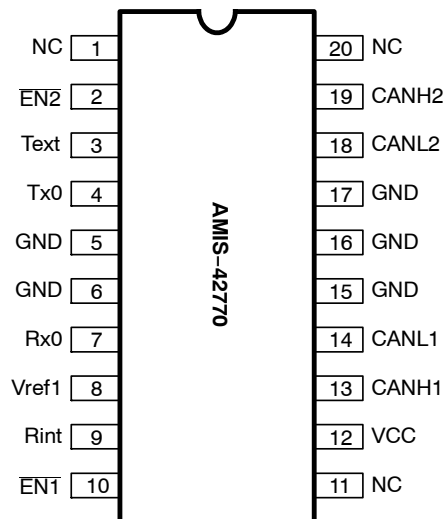 NC 1
EN2 2
Text 3
Tx0 4
GND 5
GND 6
Rx0 7
Vref1 8
Rint 9
EN1 10
AMIS-42770
20 NC
19 CANH2
18 CANL2
17 GND
16 GND
15 GND
14 CANL1
13 CANH1
12 VCC
11 NC